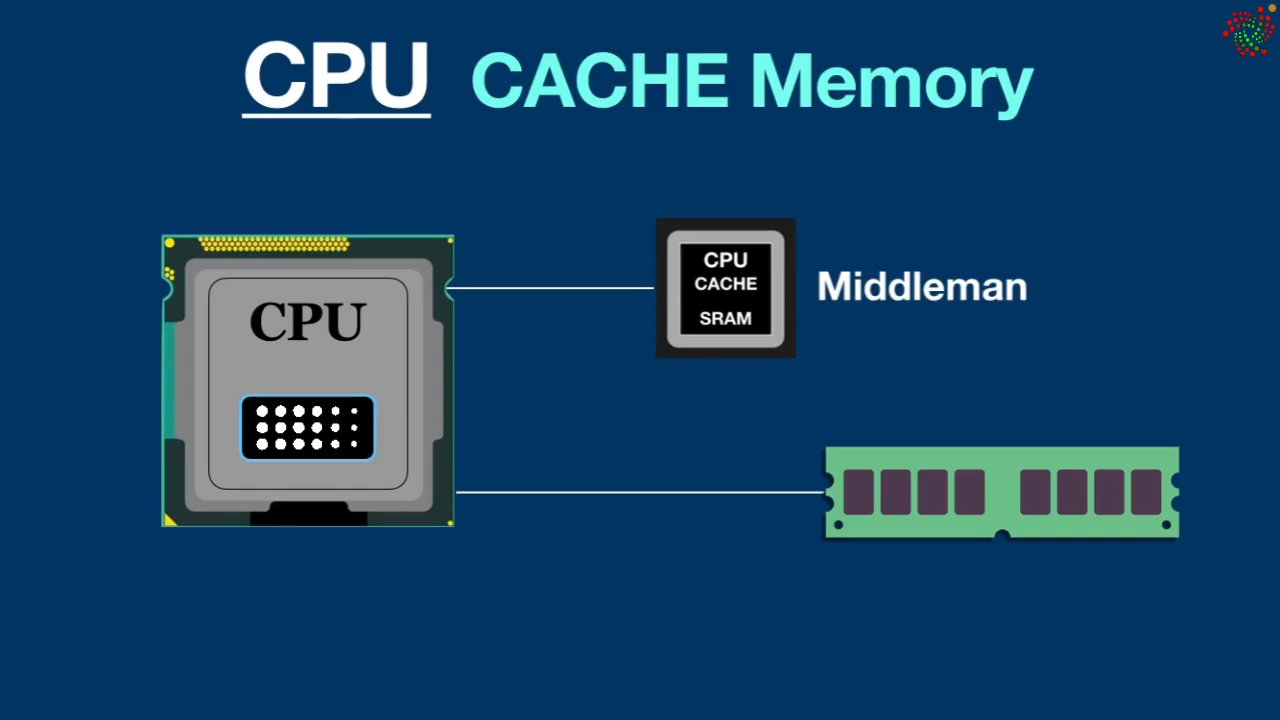 CPU CACHE Memory
CPU
CPU
CACHE
SRAM
Middleman